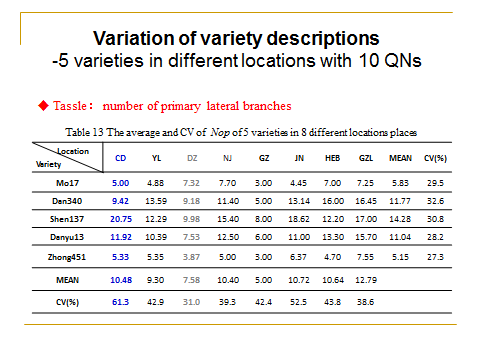 Variation of variety descriptions
-5 varieties in different locations with 10 QNs
Tassle: number of primary lateral branches
Table 13 The average and CV of Nop of 5 varieties in 8 different locations places
Location Variety CD YL DZ NJ GZ JN HEB GZL MEAN CV(%)
Mo17 5.00 4.88 7.32 7.70 3.00 4.45 7.00 7.25 5.83 29.5
Dan340 9.42 13.59 9.18 11.40 5.00 13.14 16.00 16.45 11.77 32.6
Shen137 20.75 12.29 9.98 15.40 8.00 18.62 12.20 17.00 14.28 30.8
Danyu13 11.92 10.39 7.53 12.50 6.00 11.00 13.30 15.70 11.04 28.2
Zhong451 5.33 5.35 3.87 5.00 3.00 6.37 4.70 7.55 5.15 27.3
MEAN 10.48 9.30 7.58 10.40 5.00 10.72 10.64 12.79
CV(%) 61.3 42.9 31.0 39.3 42.4 52.5 43.8 38.6